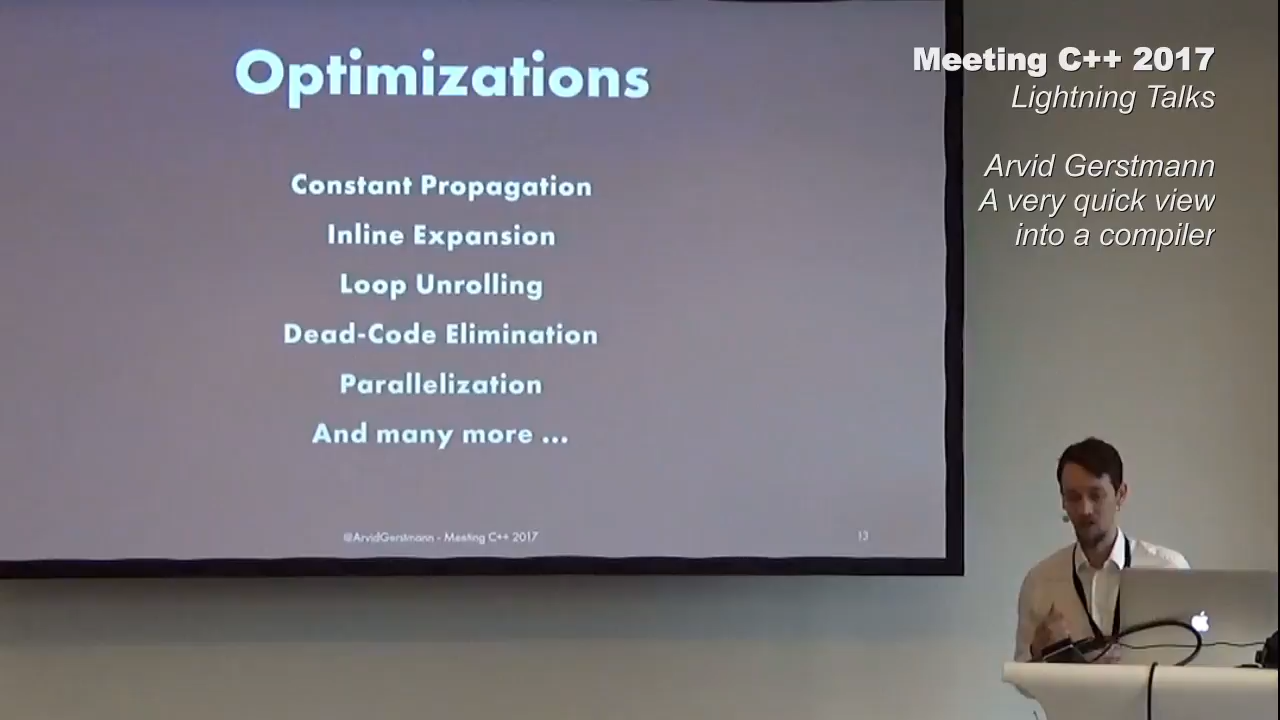 Optimizations
Constant Propagation
Inline Expansion
Loop Unrolling
Dead-Code Elimination
Parallelization
And many more ...
@ArvidGerstmann - Meeting C++ 2017
13
Meeting C++ 2017
Lightning Talks
Arvid Gerstmann
A very quick view
into a compiler